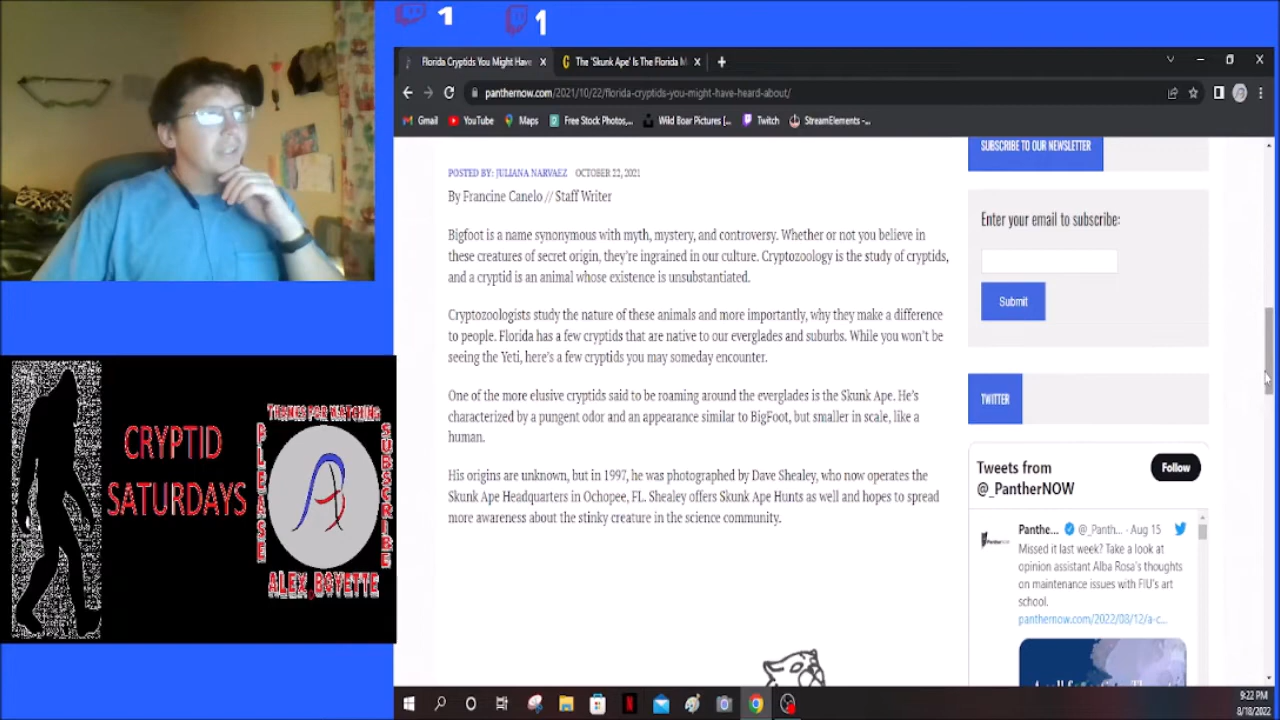 1
1
Florida Cryptids You Might Have
The 'Skunk Ape' Is The Florida M
panthernow.com/2021/10/22/florida-cryptids-you-might-have-heard-about/
Gmail
YouTube
Maps
Free Stock Photos,...
Wild Boar Pictures [...
Twitch
StreamElements -...
SUBSCRIBE TO OUR NEWSLETTER
POSTED BY: JULIANA NARVAEZ OCTOBER 22, 2021
By Francine Canelo // Staff Writer
Bigfoot is a name synonymous with myth, mystery, and controversy. Whether or not you believe in
these creatures of secret origin, they're ingrained in our culture. Cryptozoology is the study of cryptids,
and a cryptid is an animal whose existence is unsubstantiated.
Cryptozoologists study the nature of these animals and more importantly, why they make a difference
to people. Florida has a few cryptids that are native to our everglades and suburbs. While you won't be
seeing the Yeti, here's a few cryptids you may someday encounter.
One of the more elusive cryptids said to be roaming around the everglades is the Skunk Ape. He's
characterized by a pungent odor and an appearance similar to BigFoot, but smaller in scale, like a
human.
His origins are unknown, but in 1997, he was photographed by Dave Shealey, who now operates the
Skunk Ape Headquarters in Ochopee, FL. Shealey offers Skunk Ape Hunts as well and hopes to spread
more awareness about the stinky creature in the science community.
Enter your email to subscribe:
Submit
TWITTER
Tweets from
@_PantherNOW
Follow
Panthe... @_Panth... · Aug 15
Missed it last week? Take a look at
opinion assistant Alba Rosa's thoughts
on maintenance issues with FIU's art
school.
panthernow.com/2022/08/12/a-c...
CRYPTID
SATURDAYS
THANKS FOR WATCHING
PLEASE
SUBSCRIBE
ALEX.BOYETTE
9:22 PM
8/18/2022